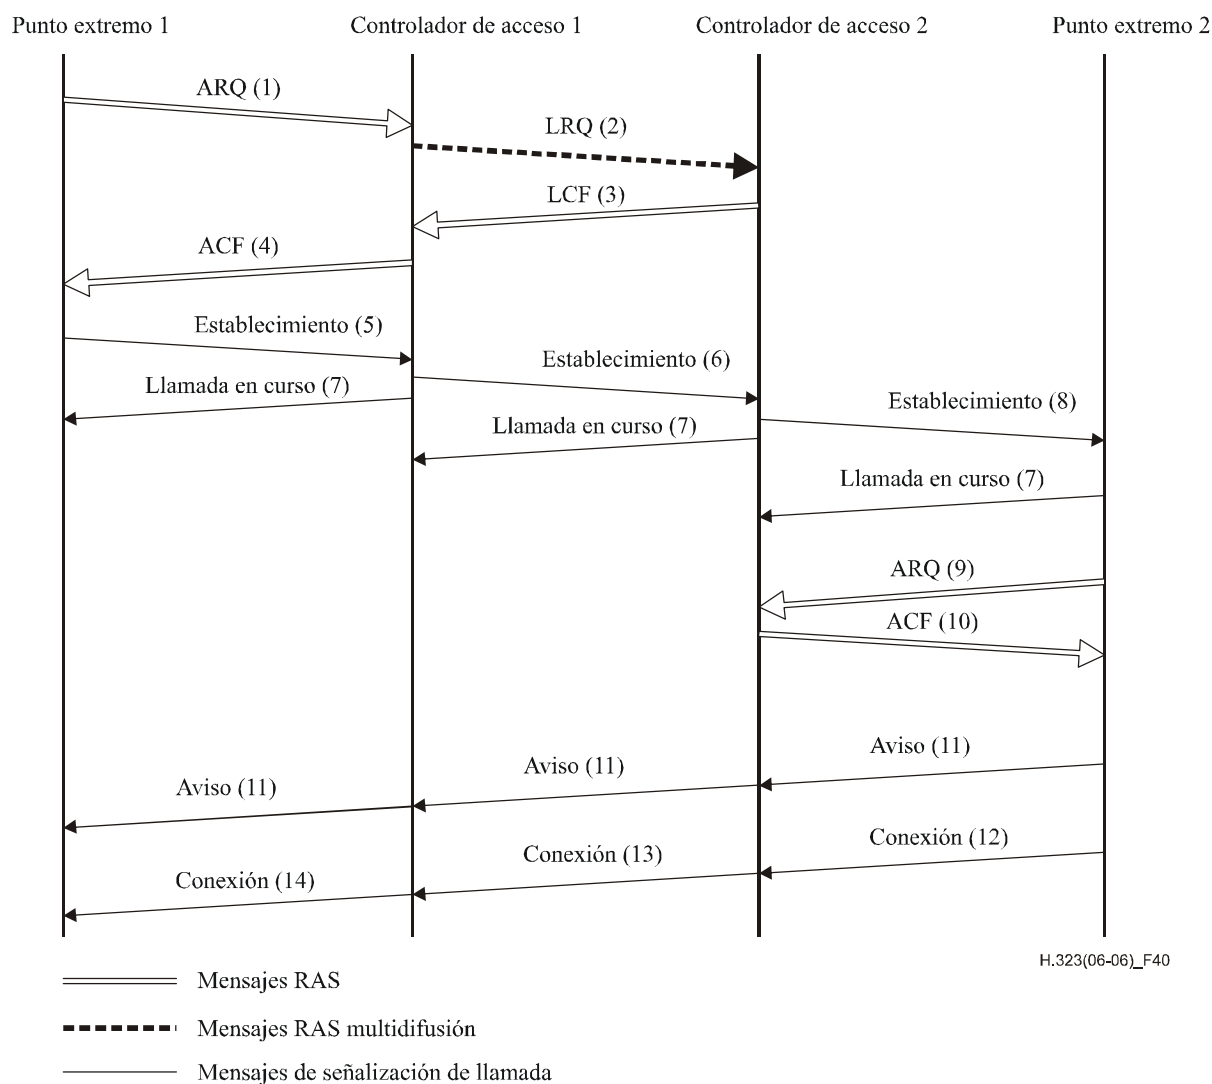 Punto extremo 1
Controlador de acceso 1
Controlador de acceso 2
Punto extremo 2
ARQ (1)
LRQ (2)
LCF (3)
ACF (4)
Establecimiento (5)
Establecimiento (6)
Llamada en curso (7)
Establecimiento (8)
Llamada en curso (7)
Llamada en curso (7)
ARQ (9)
ACF (10)
Aviso (11)
Aviso (11)
Aviso (11)
Conexión (12)
Conexión (13)
Conexión (14)
H.323(06-06)_F40
Mensajes RAS
Mensajes RAS multidifusión
Mensajes de señalización de llamada